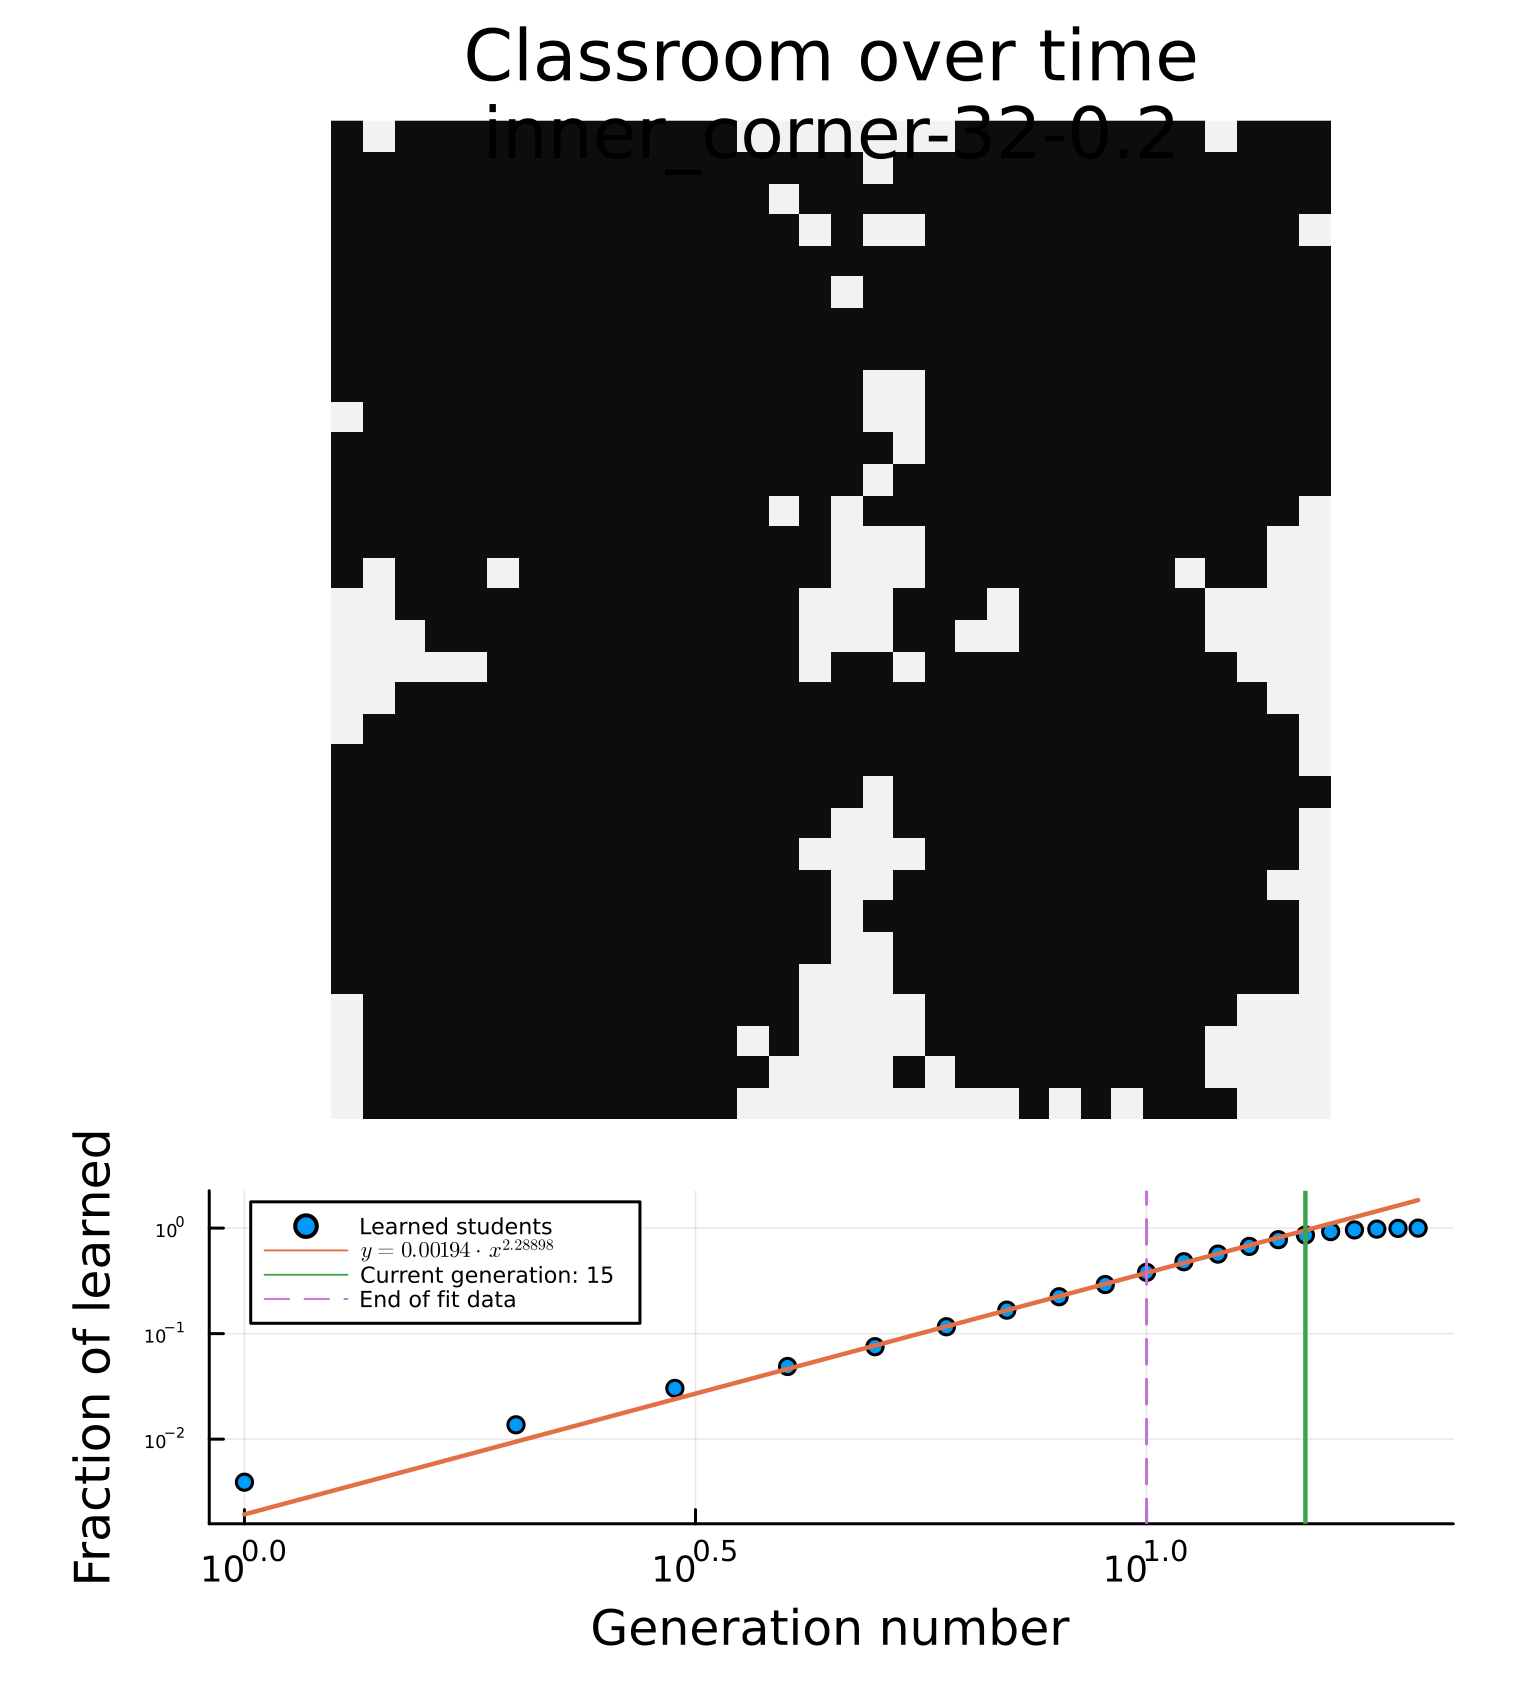 Classroom over time
inner_corner-32-0.2
Fraction of learned
10^0
10^-1
10^-2
Learned students
y = 0.00194 · x^2.28898
Current generation: 15
End of fit data
10^0.0
10^0.5
10^1.0
Generation number